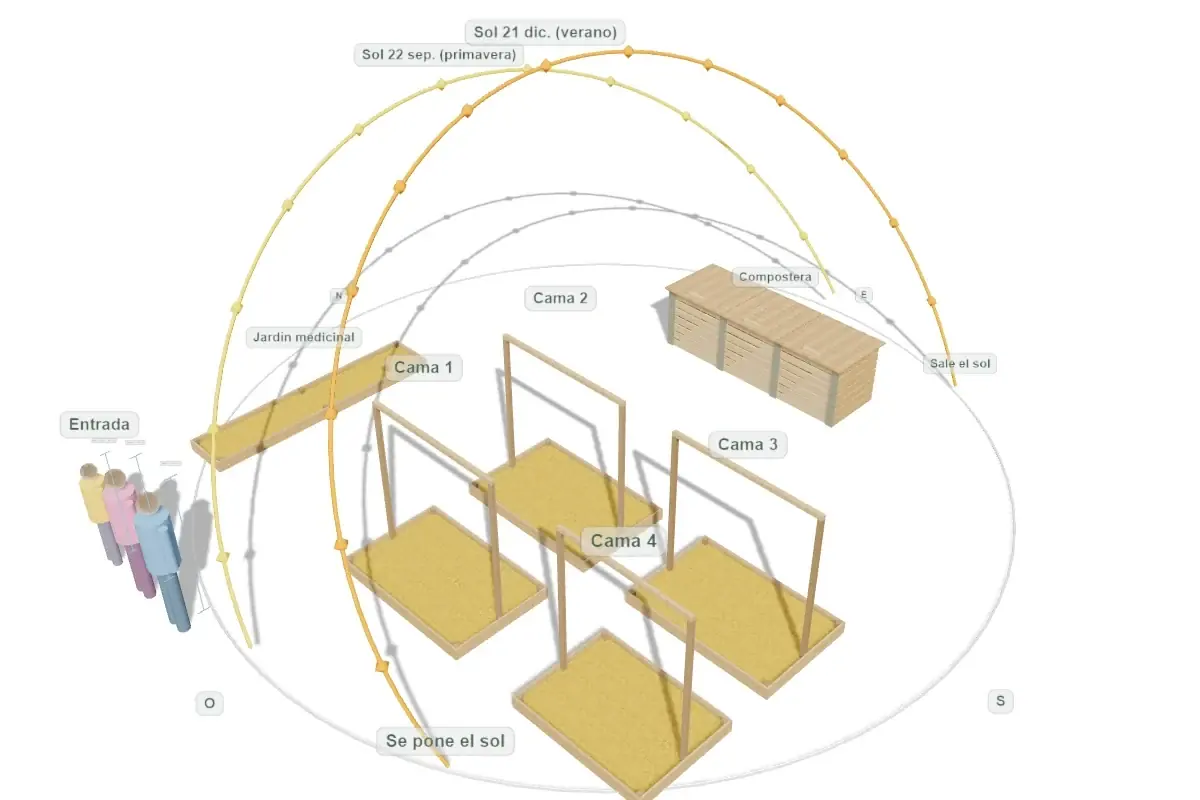 Sol 21 dic. (verano)
Sol 22 sep. (primavera)
Compostera
N
E
Cama 2
Jardin medicinal
Sale el sol
Cama 1
Entrada
Cama 3
Cama 4
O
S
Se pone el sol